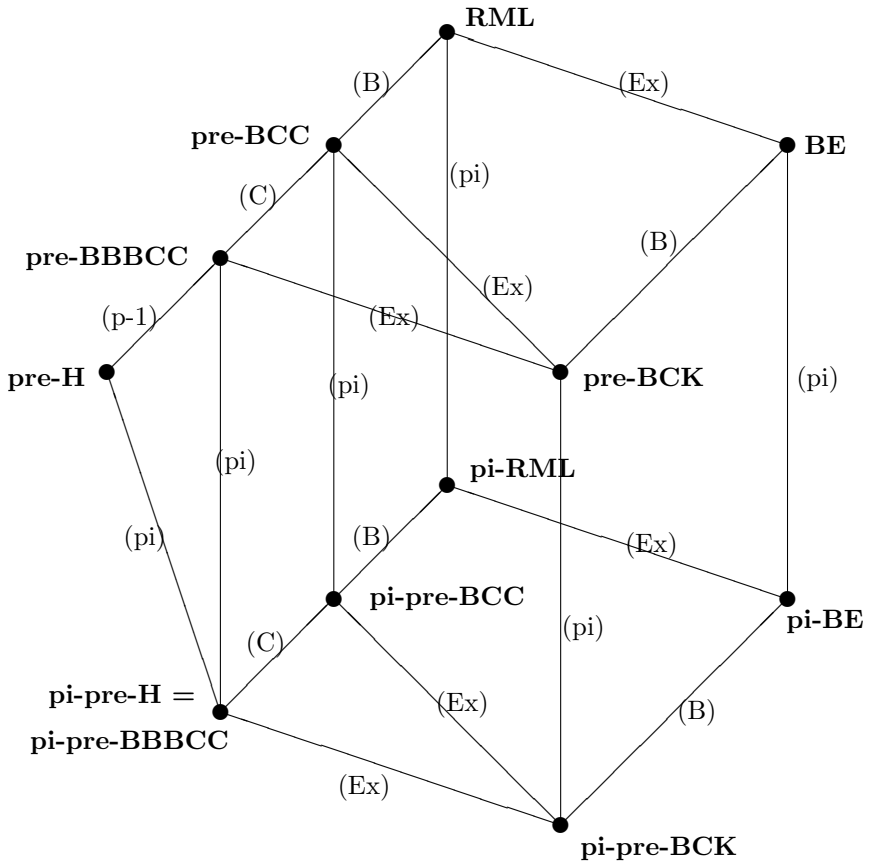 RML
(B)
(Ex)
pre-BCC
BE
(pi)
(C)
(B)
pre-BBBCC
(Ex)
(p-1)
(Ex)
pre-H
pre-BCK
(pi)
(pi)
(pi)
pi-RML
(pi)
(B)
(Ex)
pi-pre-BCC
pi-BE
(pi)
(C)
pi-pre-H =
(Ex)
(B)
pi-pre-BBBCC
(Ex)
pi-pre-BCK